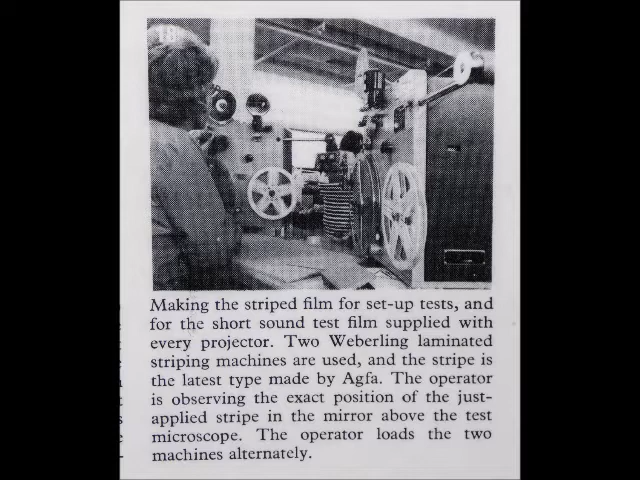 18
Making the striped film for set-up tests, and
for the short sound test film supplied with
every projector. Two Weberling laminated
striping machines are used, and the stripe is
the latest type made by Agfa. The operator
is observing the exact position of the just-
applied stripe in the mirror above the test
microscope. The operator loads the two
machines alternately.